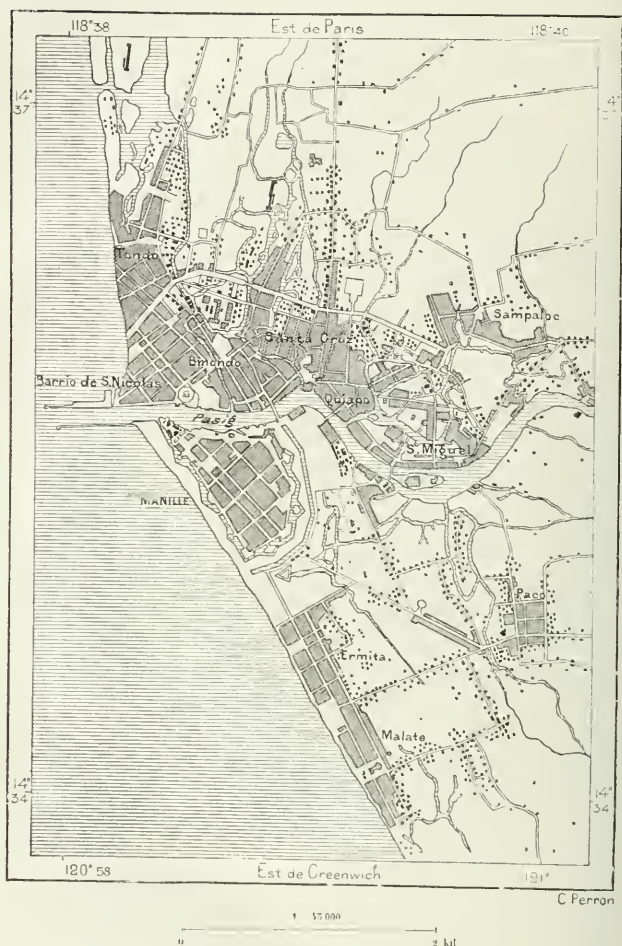 118°38
Est de Paris
118°40
14°
37'
4°
37
Tondo
Sampaloc
Santa Cruz
Binondo
Barrio de S. Nicolas
Quiapo
Pasig
S. Miguel
MANILLE
Paco
Ermita.
Malate
14°
34
14°
34
120°58
Est de Greenwich
121°
C Perron
0
2 kil